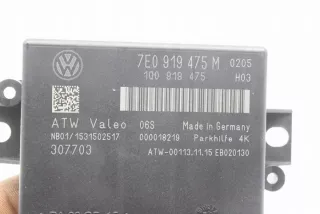 7E0 919 475 M 0205
1Q0 919 475 H03
ATW Valeo 06S Made in Germany
NB01/1531502517 000018219 Parkhilfe 4K
307703 ATW-00113.11.15 EB020130